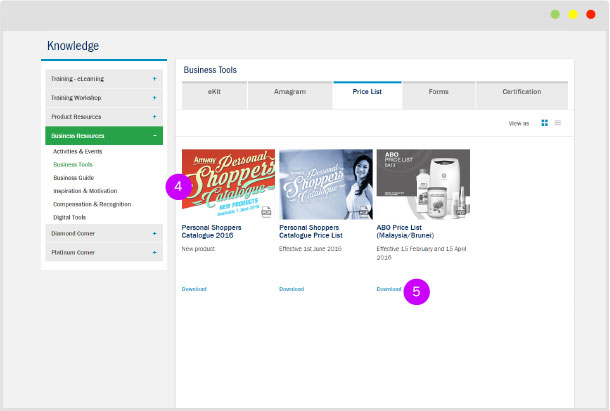 Knowledge
Training - eLearning +
Training Workshop +
Product Resources +
Business Resources −
Activities & Events
Business Tools
Business Guide
Inspiration & Motivation
Compensation & Recognition
Digital Tools
Diamond Corner +
Platinum Corner +
Business Tools
eKit
Amagram
Price List
Forms
Certification
View as
Amway Personal
Shoppers
Catalogue
NEW PRODUCTS
Available 1 June 2016
4
Personal Shoppers
Catalogue 2016
New product
Download
Amway Personal
Shoppers
Catalogue
Personal Shoppers
Catalogue Price List
Effective 1st June 2016
Download
ABO
PRICE LIST
ABO Price List
(Malaysia/Brunei)
Effective 15 February and 15 April
2016
Download
5